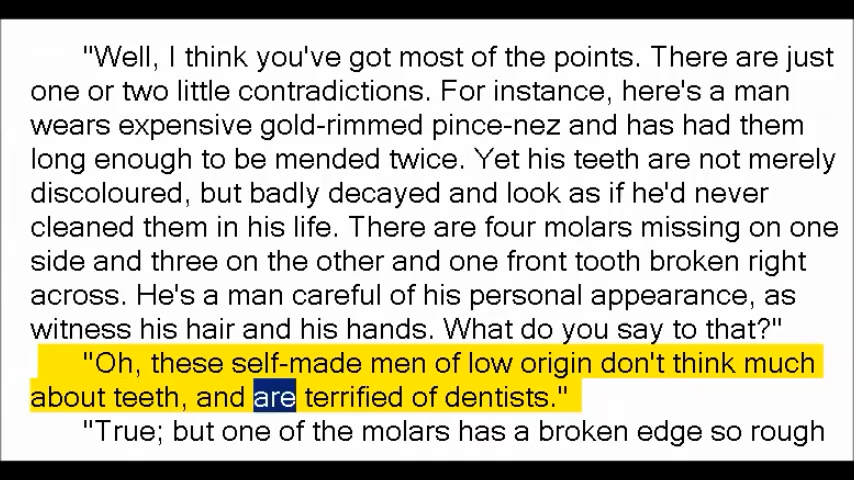 "Well, I think you've got most of the points. There are just
one or two little contradictions. For instance, here's a man
wears expensive gold-rimmed pince-nez and has had them
long enough to be mended twice. Yet his teeth are not merely
discoloured, but badly decayed and look as if he'd never
cleaned them in his life. There are four molars missing on one
side and three on the other and one front tooth broken right
across. He's a man careful of his personal appearance, as
witness his hair and his hands. What do you say to that?"
"Oh, these self-made men of low origin don't think much
about teeth, and are terrified of dentists."
"True; but one of the molars has a broken edge so rough